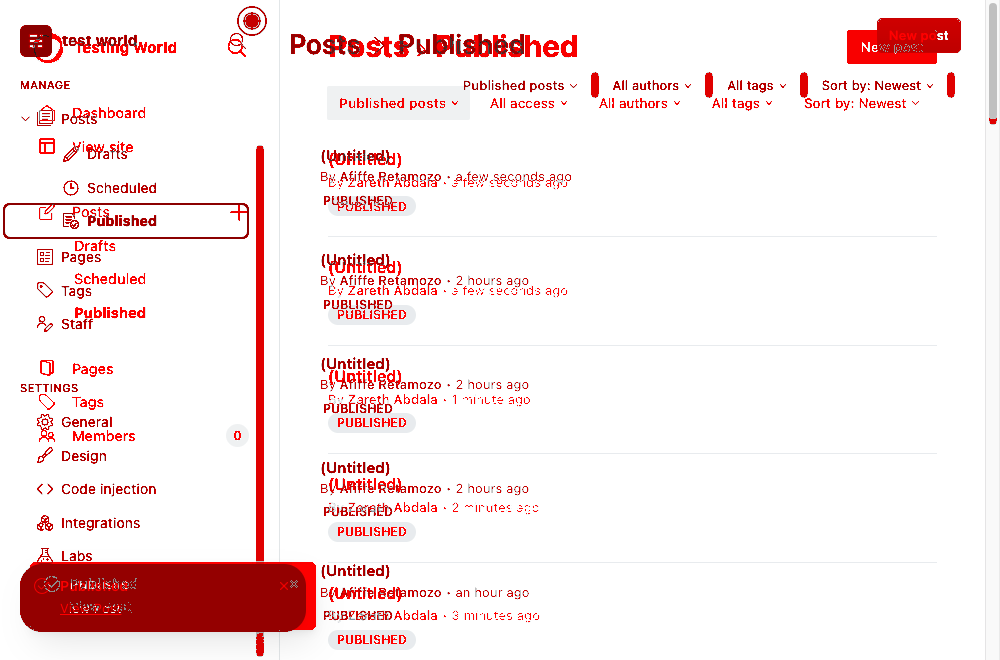 test world
Testing World
MANAGE
Posts
Dashboard
View site
Drafts
Scheduled
Posts
Published
Drafts
Pages
Scheduled
Tags
Published
Staff
Pages
SETTINGS
Tags
General
Members
0
Design
Code injection
Integrations
Labs
Published
View Post
Posts
Published
Posts
Published
New post
New post
Published posts
All authors
All tags
Sort by: Newest
Published posts
All access
All authors
All tags
Sort by: Newest
(Untitled)
(Untitled)
By Afiffe Retamozo - a few seconds ago
By Zareth Abdala - a few seconds ago
PUBLISHED
PUBLISHED
(Untitled)
(Untitled)
By Afiffe Retamozo - 2 hours ago
By Zareth Abdala - a few seconds ago
PUBLISHED
PUBLISHED
(Untitled)
(Untitled)
By Afiffe Retamozo - 2 hours ago
By Zareth Abdala - 1 minute ago
PUBLISHED
PUBLISHED
(Untitled)
(Untitled)
By Afiffe Retamozo - 2 hours ago
By Zareth Abdala - 2 minutes ago
PUBLISHED
PUBLISHED
(Untitled)
(Untitled)
By Afiffe Retamozo - an hour ago
By Zareth Abdala - 3 minutes ago
PUBLISHED
PUBLISHED